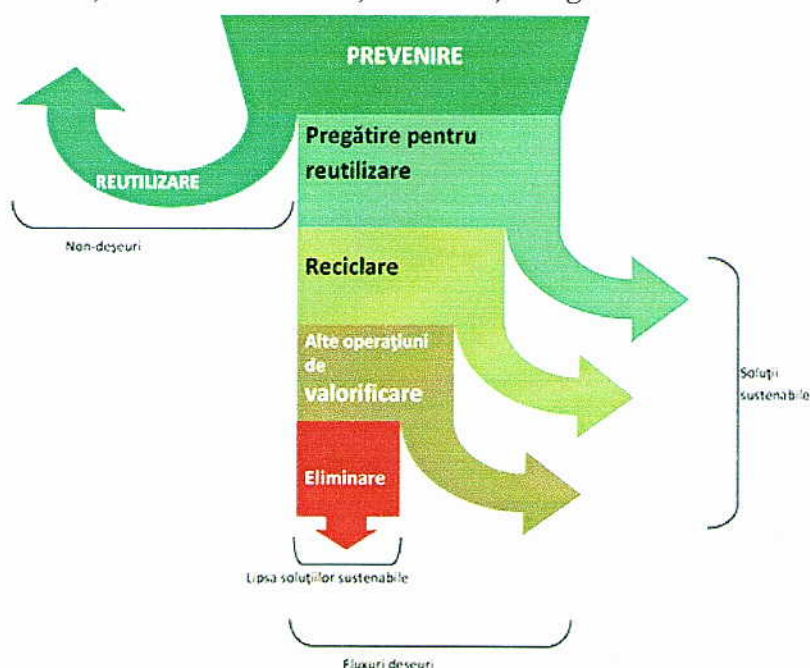 PREVENIRE
REUTILIZARE
Pregătire pentru
reutilizare
Non-deșeuri
Reciclare
Alte operațiuni
de
valorificare
Soluții
sustenabile
Eliminare
Lipsa soluțiilor sustenabile
Fluxuri deșeuri